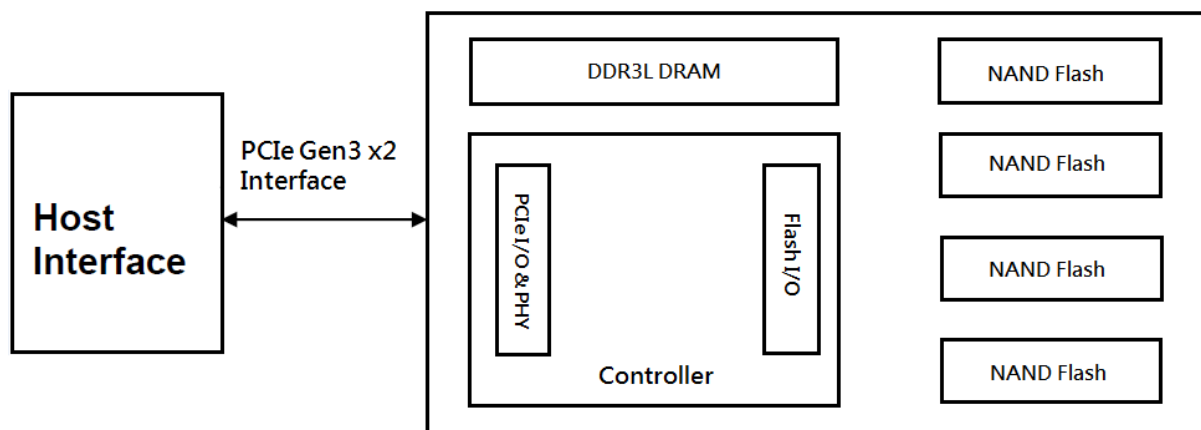 Host
Interface
PCIe Gen3 x2
Interface
DDR3L DRAM
PCIe I/O & PHY
Flash I/O
Controller
NAND Flash
NAND Flash
NAND Flash
NAND Flash